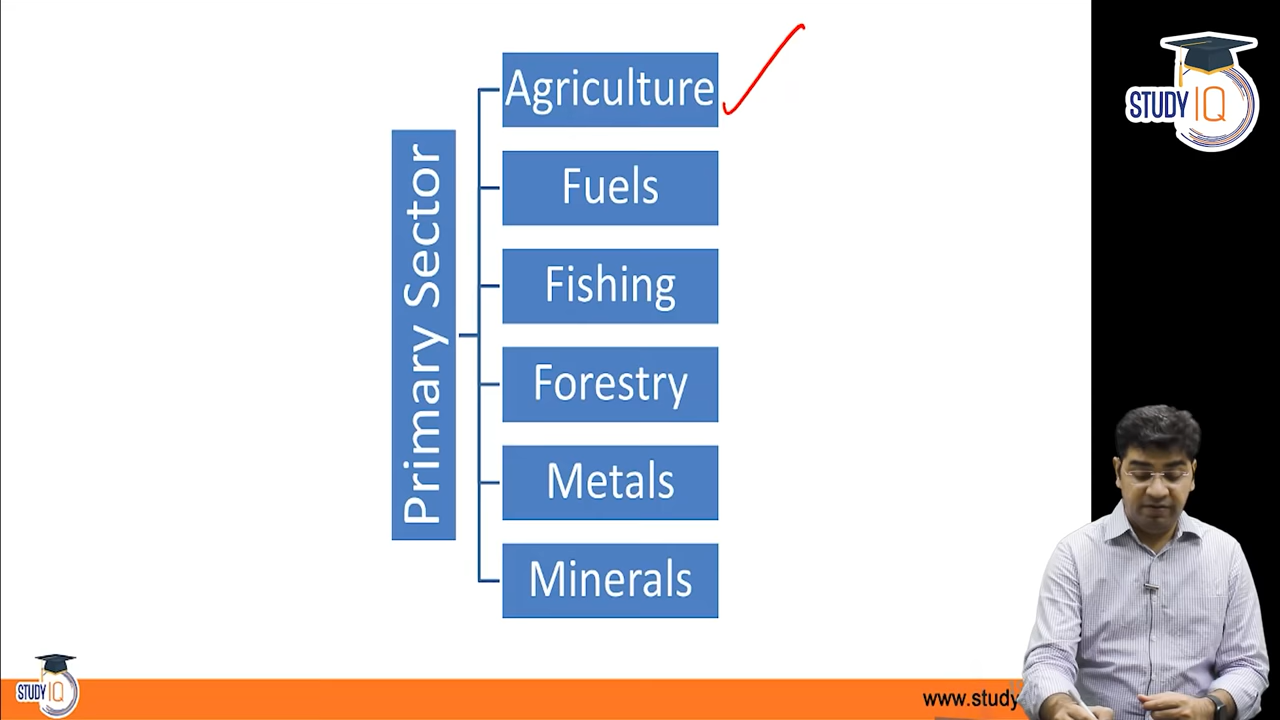 Agriculture
Fuels
Fishing
Forestry
Metals
Minerals
Primary Sector
STUDY IQ
STUDY IQ
www.study